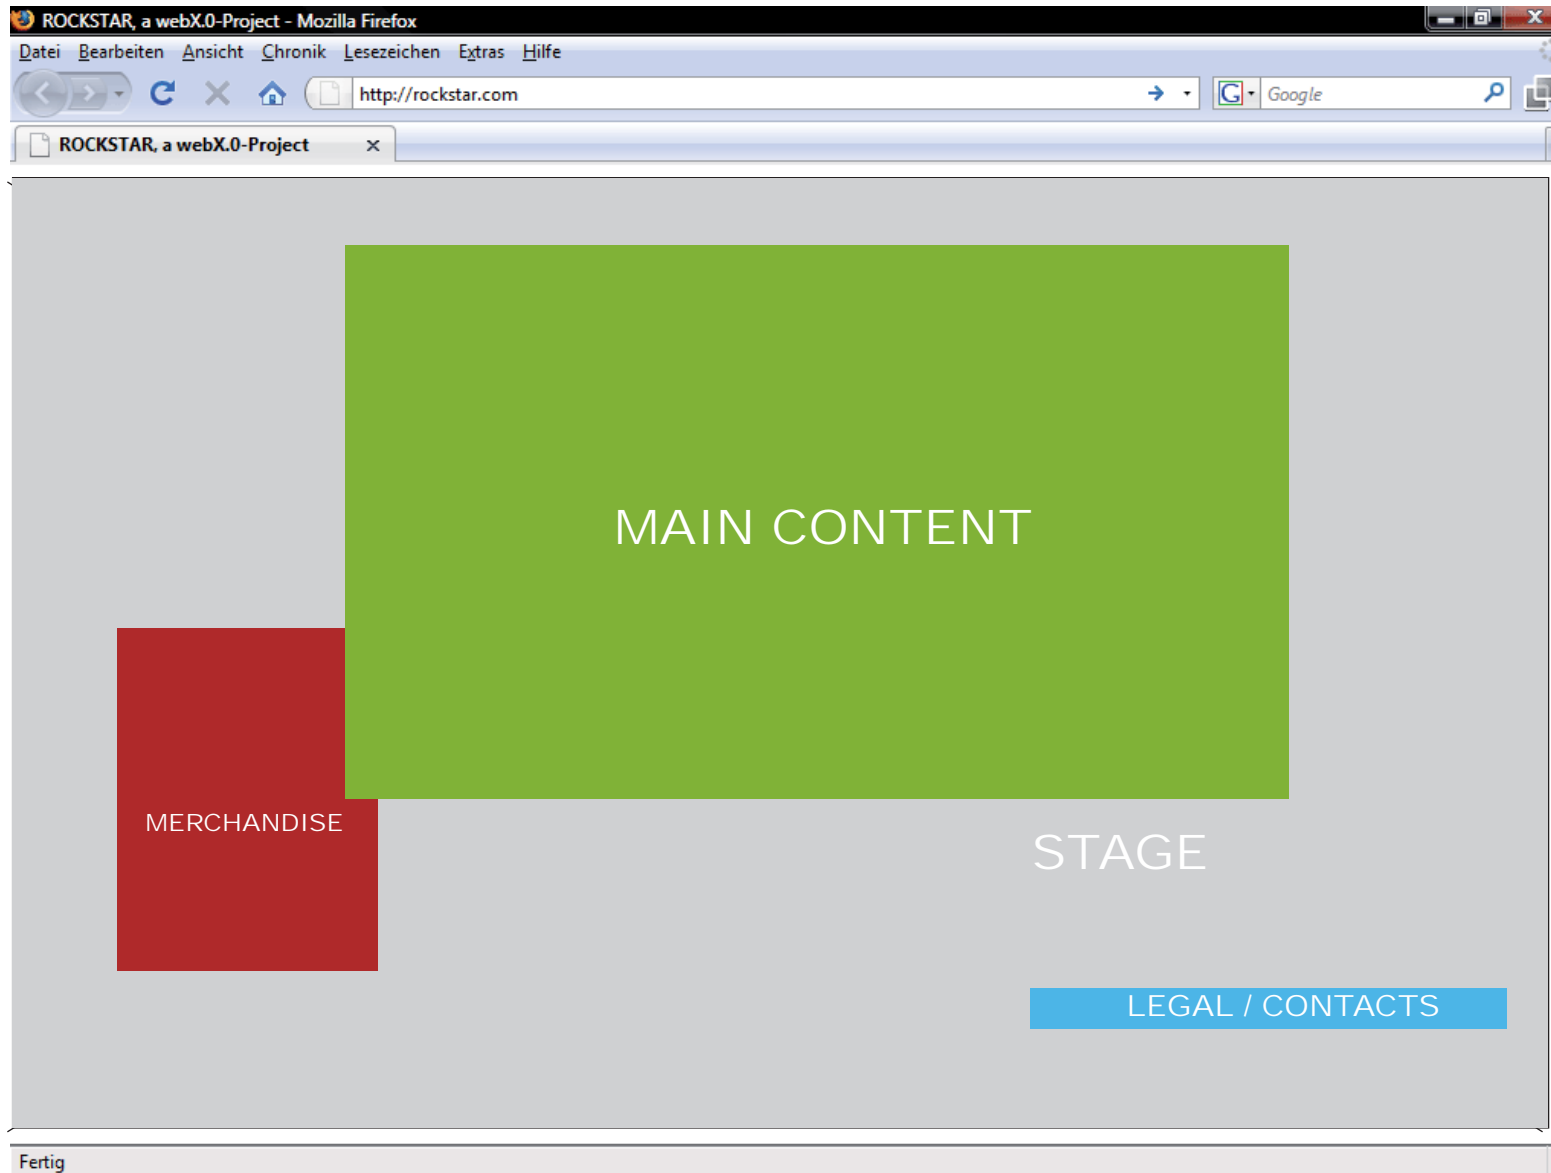 ROCKSTAR, a webX.0-Project - Mozilla Firefox
Datei Bearbeiten Ansicht Chronik Lesezeichen Extras Hilfe
http://rockstar.com
G Google
ROCKSTAR, a webX.0-Project
MAIN CONTENT
MERCHANDISE
STAGE
LEGAL / CONTACTS
Fertig